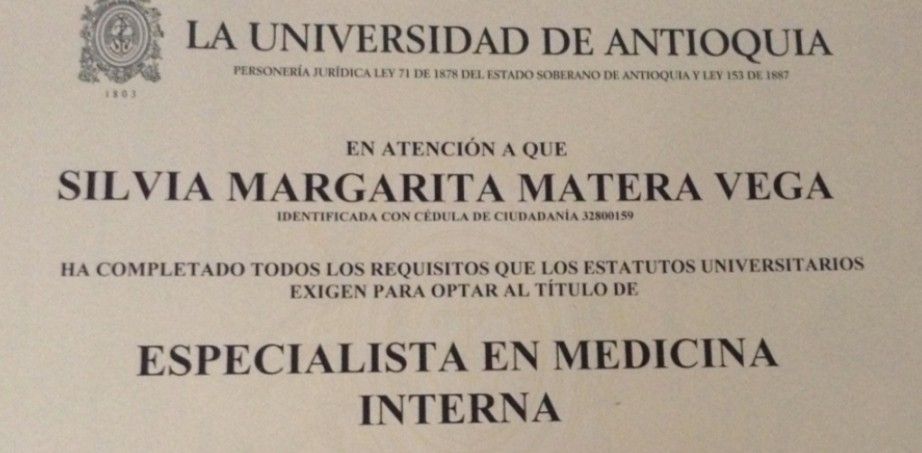 LA UNIVERSIDAD DE ANTIOQUIA
PERSONERÍA JURÍDICA LEY 71 DE 1878 DEL ESTADO SOBERANO DE ANTIOQUIA Y LEY 153 DE 1887
1803
EN ATENCIÓN A QUE
SILVIA MARGARITA MATERA VEGA
IDENTIFICADA CON CÉDULA DE CIUDADANÍA 32800159
HA COMPLETADO TODOS LOS REQUISITOS QUE LOS ESTATUTOS UNIVERSITARIOS
EXIGEN PARA OPTAR AL TÍTULO DE
ESPECIALISTA EN MEDICINA
INTERNA